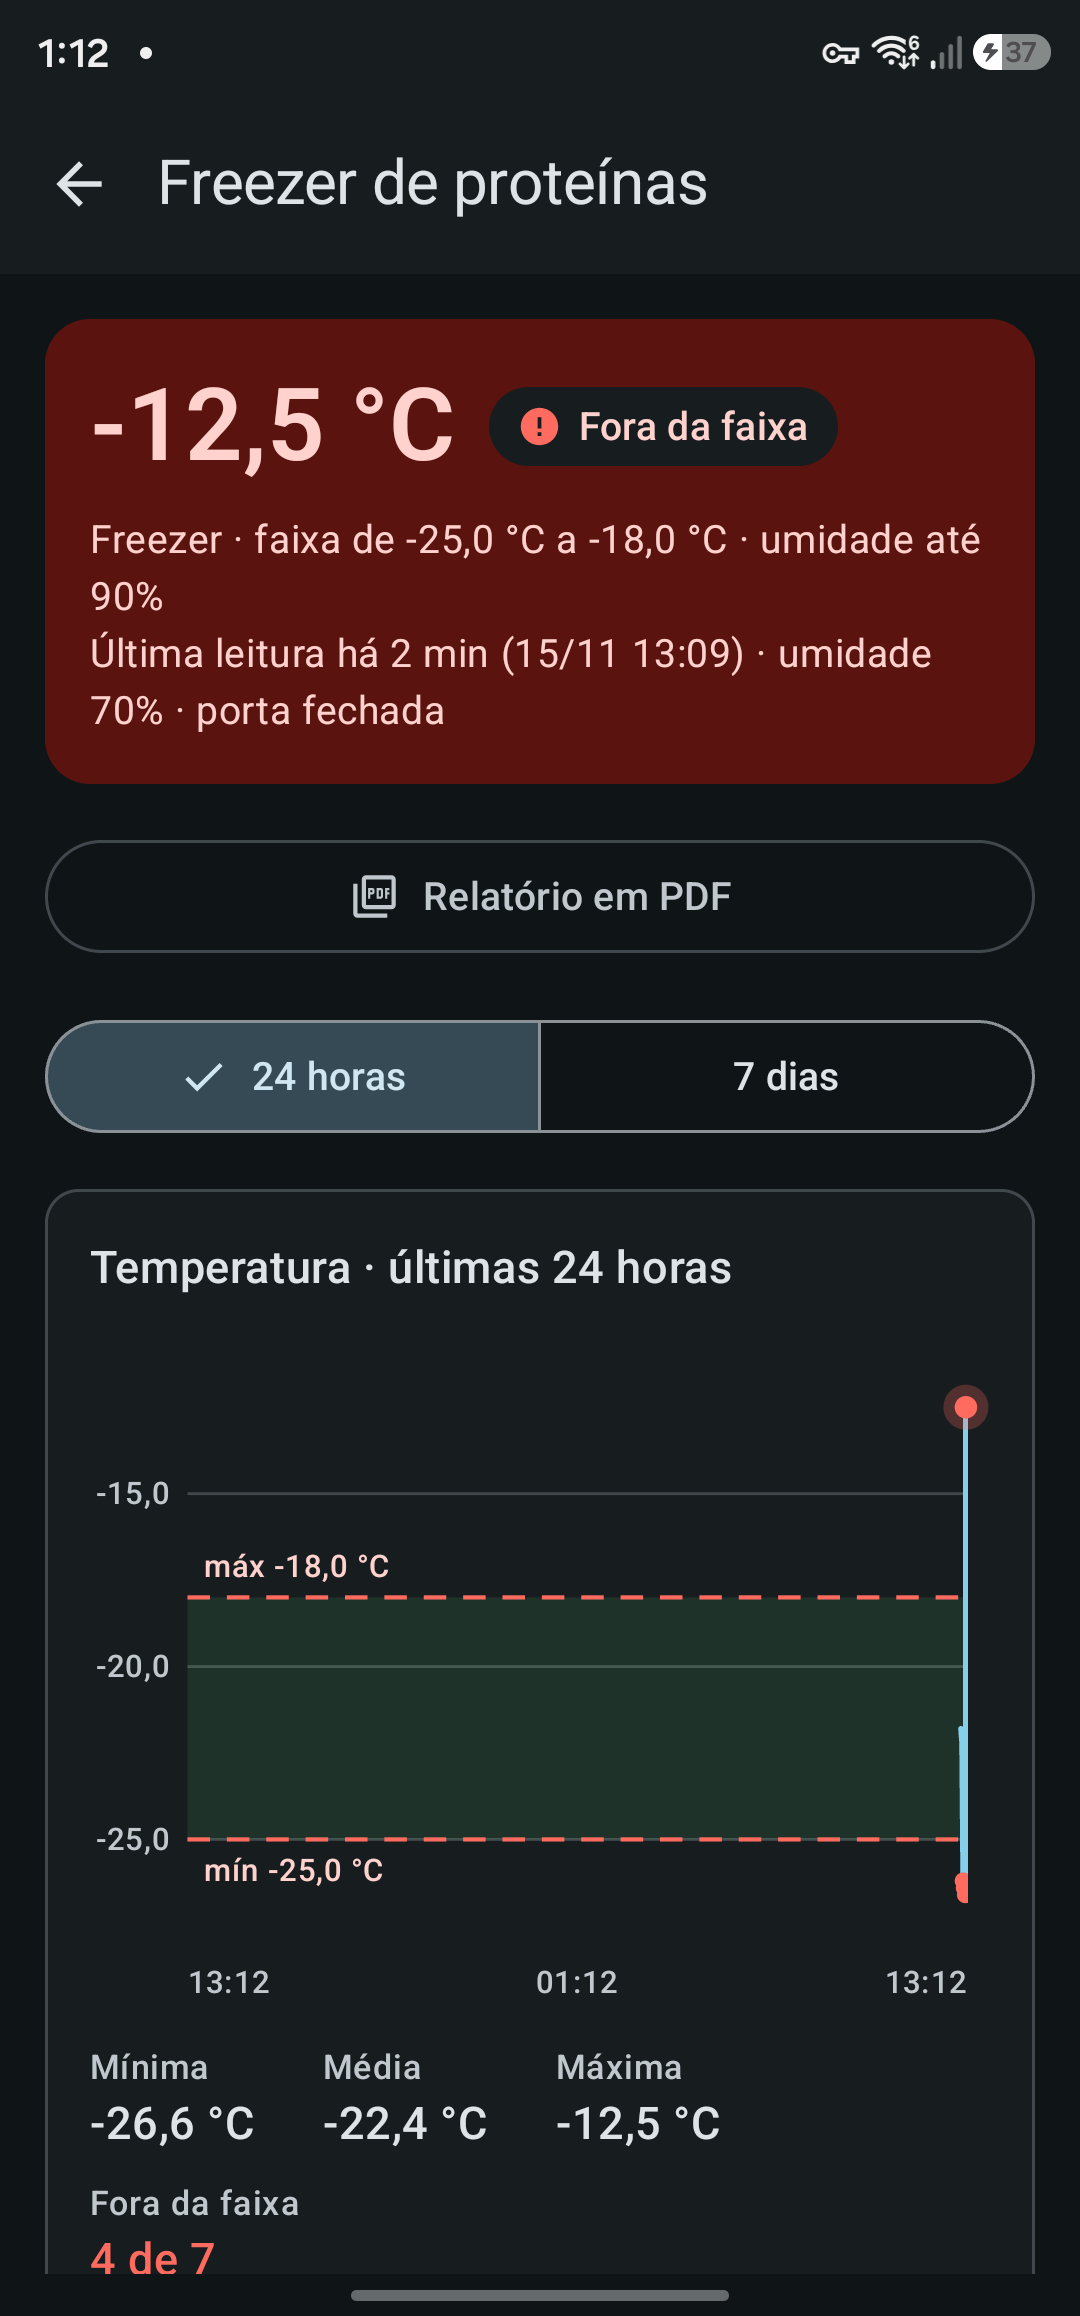 1:12
6
37
Freezer de proteínas
-12,5 °C
Fora da faixa
Freezer · faixa de -25,0 °C a -18,0 °C · umidade até
90%
Última leitura há 2 min (15/11 13:09) · umidade
70% · porta fechada
PDF
Relatório em PDF
24 horas
7 dias
Temperatura · últimas 24 horas
-15,0
máx -18,0 °C
-20,0
-25,0
mín -25,0 °C
13:12 01:12 13:12
Mínima Média Máxima
-26,6 °C -22,4 °C -12,5 °C
Fora da faixa
4 de 7